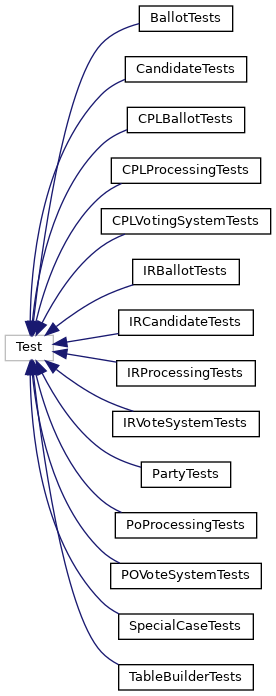 BallotTests
CandidateTests
CPLBallotTests
CPLProcessingTests
CPLVotingSystemTests
IRBallotTests
IRCandidateTests
Test
IRProcessingTests
IRVoteSystemTests
PartyTests
PoProcessingTests
POVoteSystemTests
SpecialCaseTests
TableBuilderTests